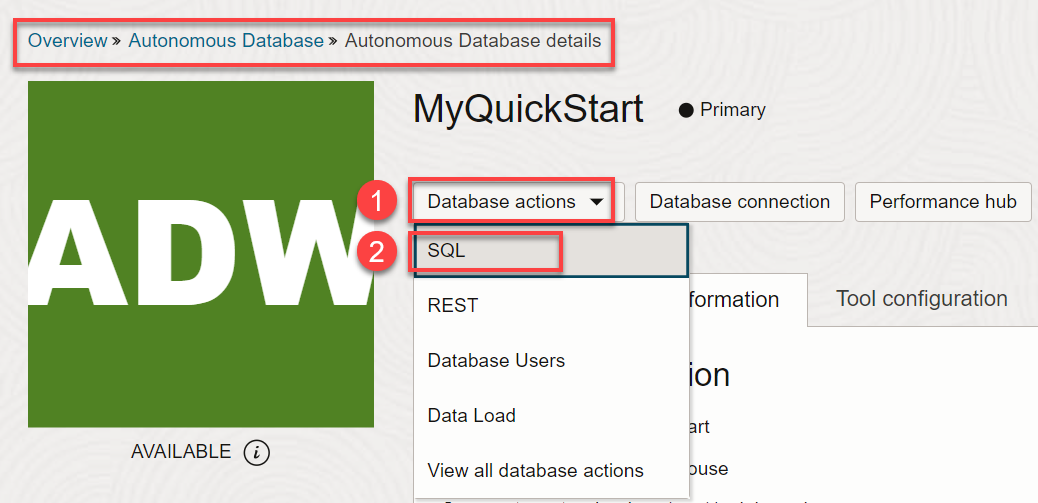 Overview » Autonomous Database » Autonomous Database details
ADW
AVAILABLE i
MyQuickStart Primary
1 Database actions Database connection Performance hub
2 SQL
REST
Database Users
Data Load
View all database actions
formation Tool configuration
ion
art
ouse